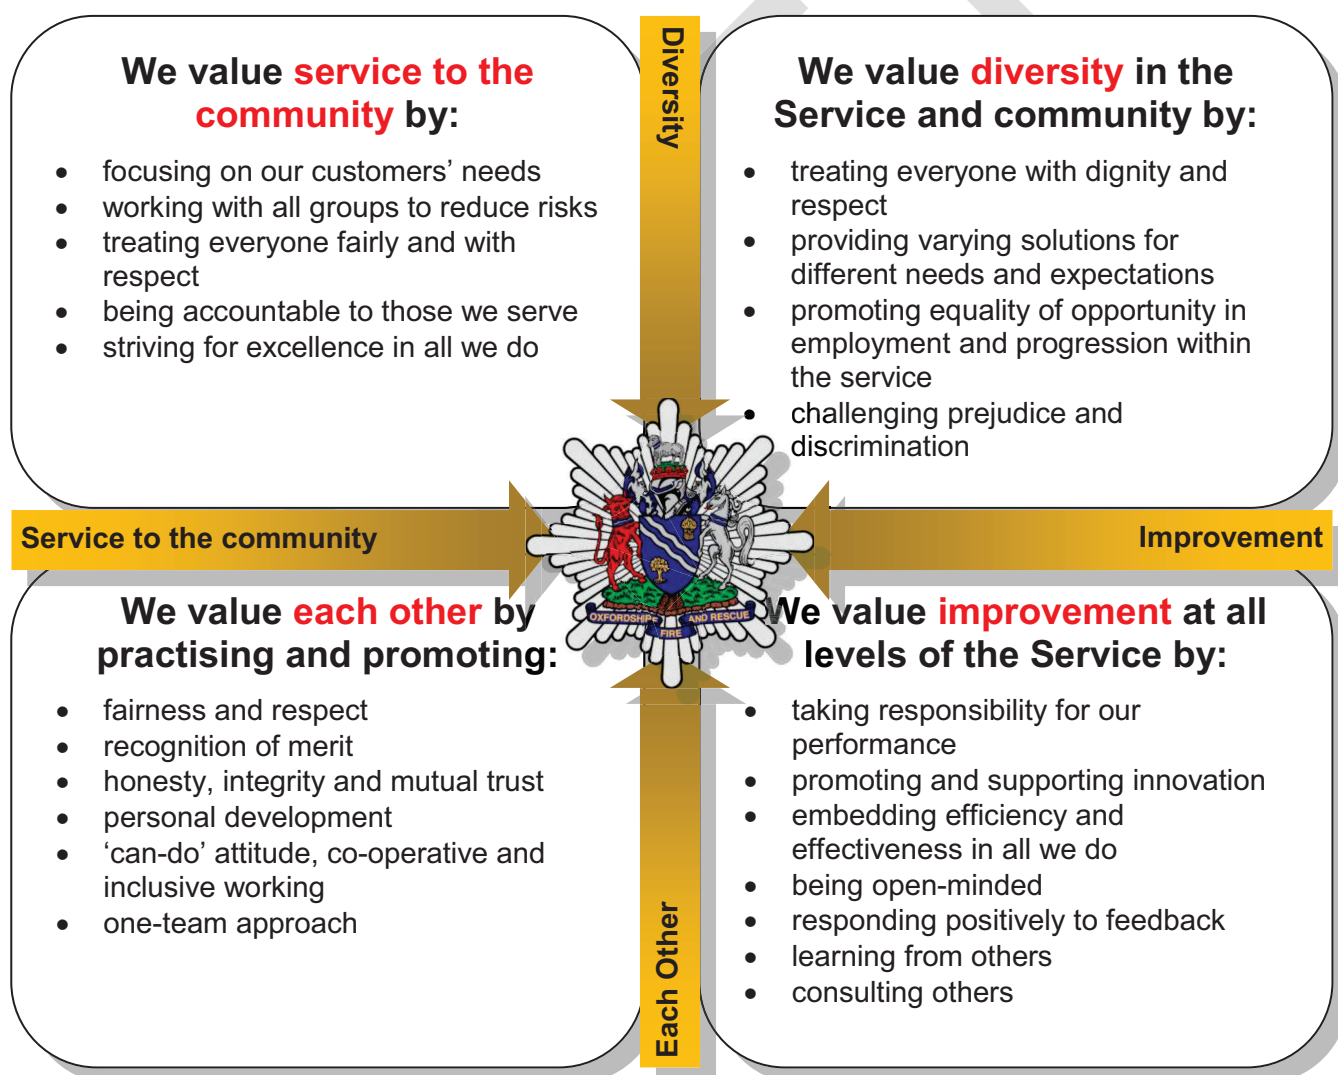 We value service to the
community by:
• focusing on our customers’ needs
• working with all groups to reduce risks
• treating everyone fairly and with
respect
• being accountable to those we serve
• striving for excellence in all we do
Diversity
We value diversity in the
Service and community by:
• treating everyone with dignity and
respect
• providing varying solutions for
different needs and expectations
• promoting equality of opportunity in
employment and progression within
the service
• challenging prejudice and
discrimination
Service to the community
Improvement
OXFORDSHIRE FIRE AND RESCUE
We value each other by
practising and promoting:
• fairness and respect
• recognition of merit
• honesty, integrity and mutual trust
• personal development
• ‘can-do’ attitude, co-operative and
inclusive working
• one-team approach
Each Other
We value improvement at all
levels of the Service by:
• taking responsibility for our
performance
• promoting and supporting innovation
• embedding efficiency and
effectiveness in all we do
• being open-minded
• responding positively to feedback
• learning from others
• consulting others